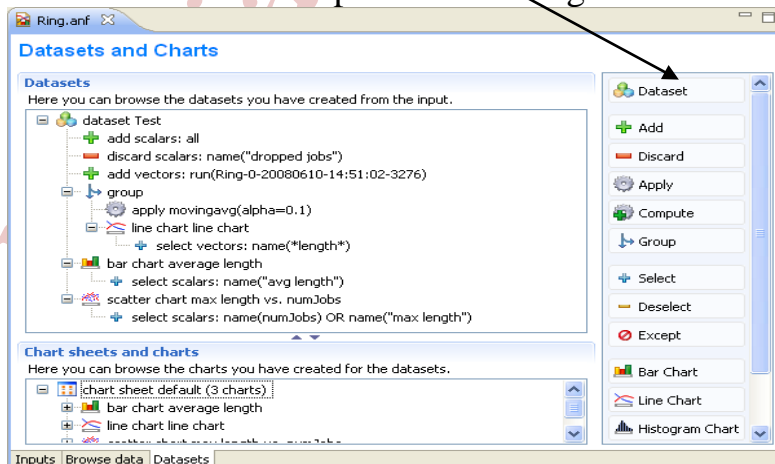 Ring.anf
Datasets and Charts
Datasets
Here you can browse the datasets you have created from the input.
dataset Test
add scalars: all
discard scalars: name("dropped jobs")
add vectors: run(Ring-0-20080610-14:51:02-3276)
group
apply movingavg(alpha=0.1)
line chart line chart
select vectors: name(*length*)
bar chart average length
select scalars: name("avg length")
scatter chart max length vs. numJobs
select scalars: name(numJobs) OR name("max length")
Chart sheets and charts
Here you can browse the charts you have created for the datasets.
chart sheet default (3 charts)
bar chart average length
line chart line chart
Inputs Browse data Datasets
Dataset
Add
Discard
Apply
Compute
Group
Select
Deselect
Except
Bar Chart
Line Chart
Histogram Chart